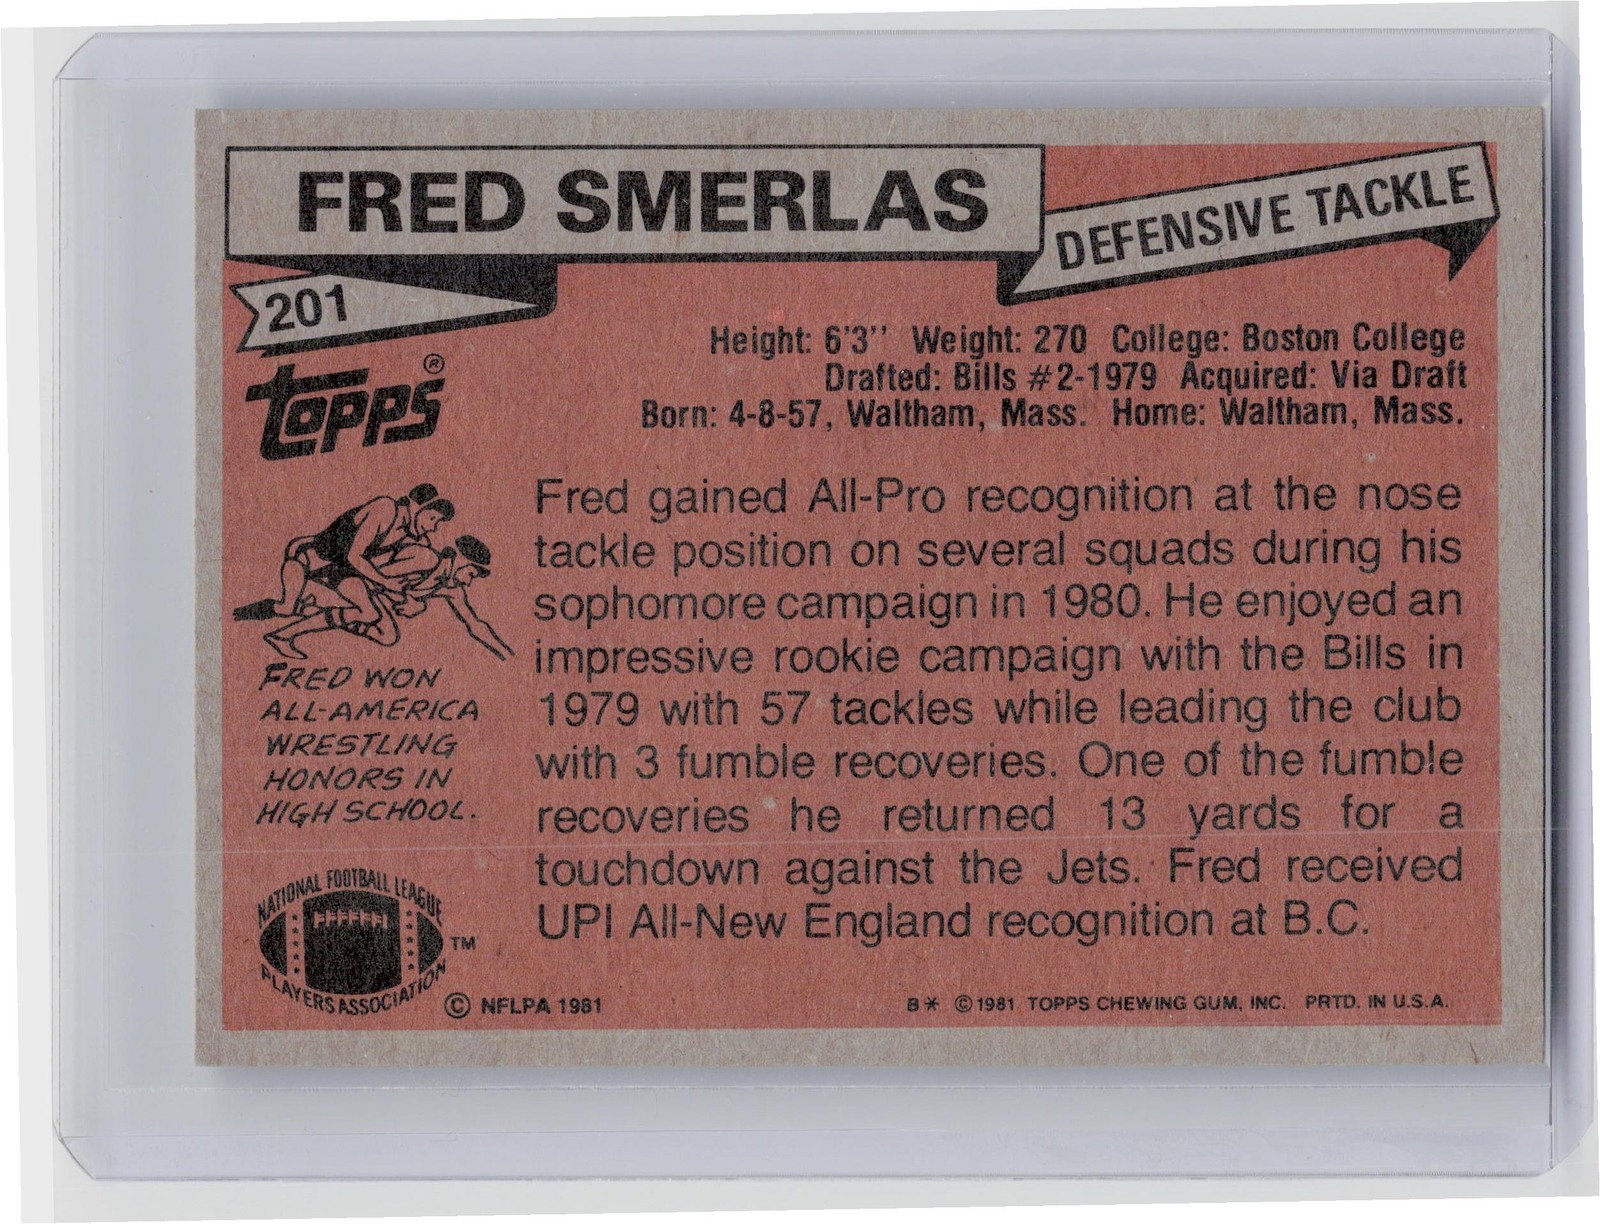 FRED SMERLAS
DEFENSIVE TACKLE
201
topps®
Height: 6'3'' Weight: 270 College: Boston College
Drafted: Bills #2-1979 Acquired: Via Draft
Born: 4-8-57, Waltham, Mass. Home: Waltham, Mass.
Fred gained All-Pro recognition at the nose
tackle position on several squads during his
sophomore campaign in 1980. He enjoyed an
impressive rookie campaign with the Bills in
1979 with 57 tackles while leading the club
with 3 fumble recoveries. One of the fumble
recoveries he returned 13 yards for a
touchdown against the Jets. Fred received
UPI All-New England recognition at B.C.
FRED WON
ALL-AMERICA
WRESTLING
HONORS IN
HIGH SCHOOL.
NATIONAL FOOTBALL LEAGUE
PLAYERS ASSOCIATION
TM
© NFLPA 1981
B* © 1981 TOPPS CHEWING GUM, INC. PRTD. IN U.S.A.